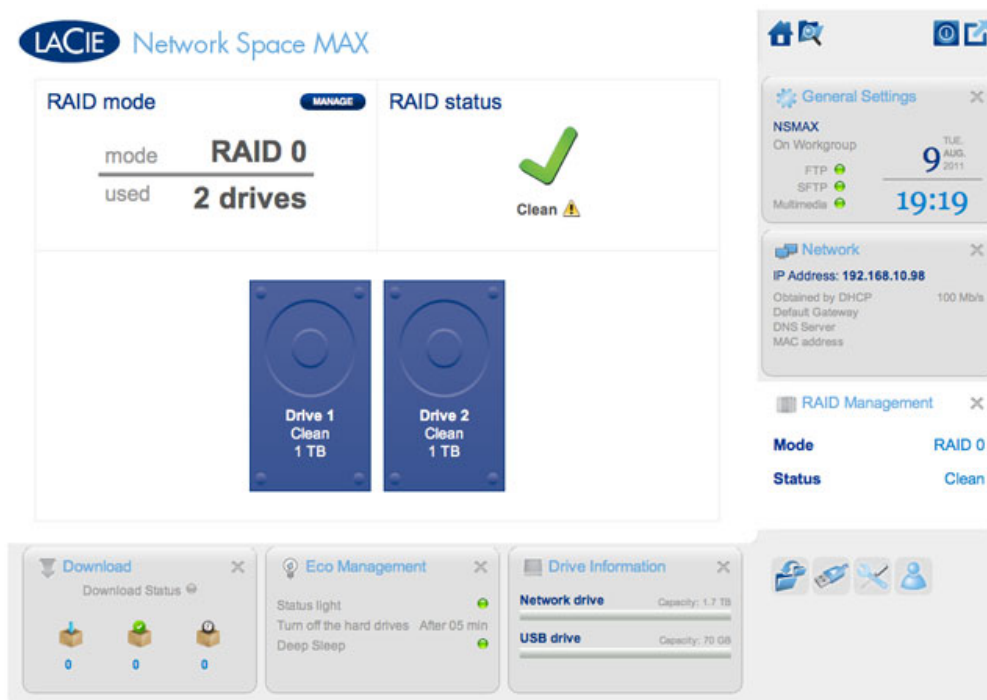 LACIE Network Space MAX
RAID mode
MANAGE
mode RAID 0
used 2 drives
RAID status
Clean
Drive 1
Clean
1 TB
Drive 2
Clean
1 TB
General Settings
NSMAX
On Workgroup
FTP
SFTP
Multimedia
TUE.
9 AUG.
2011
19:19
Network
IP Address: 192.168.10.98
Obtained by DHCP 100 Mb/s
Default Gateway
DNS Server
MAC address
RAID Management
Mode RAID 0
Status Clean
Download
Download Status
0 0 0
Eco Management
Status light
Turn off the hard drives After 05 min
Deep Sleep
Drive Information
Network drive Capacity: 1.7 TB
USB drive Capacity: 70 GB